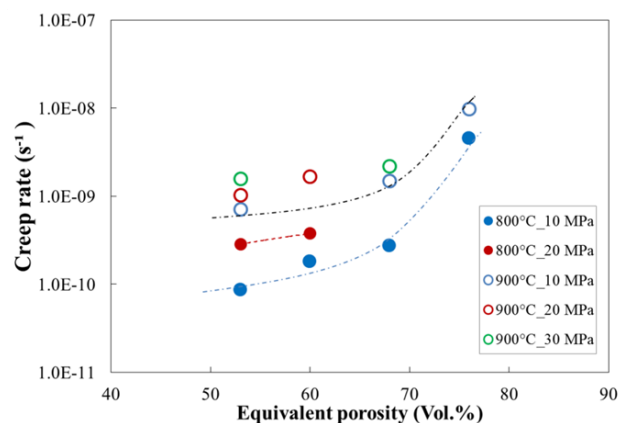 1.0E-07
1.0E-08
1.0E-09
1.0E-10
1.0E-11
Creep rate (s⁻¹)
800°C_10 MPa
800°C_20 MPa
900°C_10 MPa
900°C_20 MPa
900°C_30 MPa
40 50 60 70 80 90
Equivalent porosity (Vol.%)